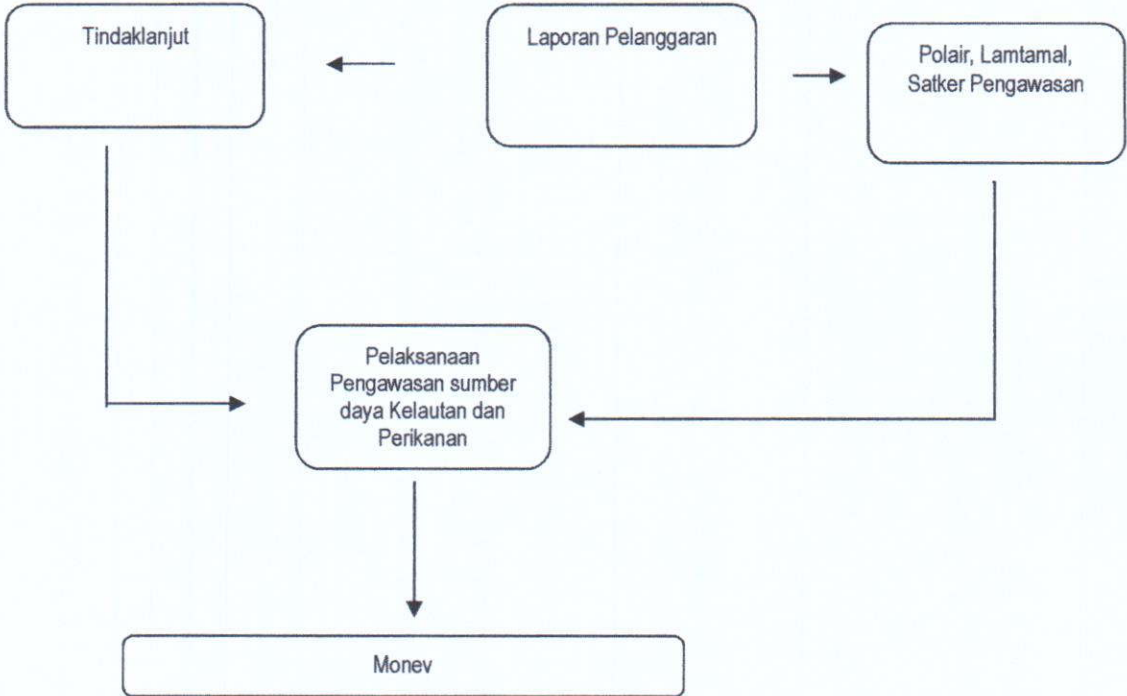 Tindaklanjut
Laporan Pelanggaran
Polair, Lamtamal,
Satker Pengawasan
Pelaksanaan
Pengawasan sumber
daya Kelautan dan
Perikanan
Monev